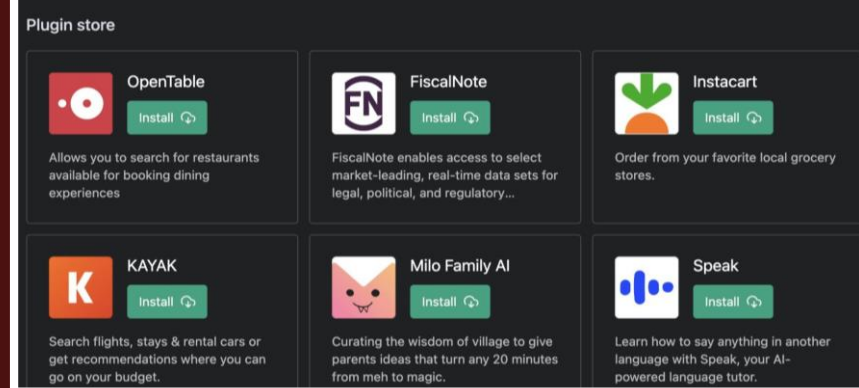 Plugin store
OpenTable
Install
Allows you to search for restaurants
available for booking dining
experiences
FN
FiscalNote
Install
FiscalNote enables access to select
market-leading, real-time data sets for
legal, political, and regulatory...
Instacart
Install
Order from your favorite local grocery
stores.
K
KAYAK
Install
Search flights, stays & rental cars or
get recommendations where you can
go on your budget.
Milo Family AI
Install
Curating the wisdom of village to give
parents ideas that turn any 20 minutes
from meh to magic.
Speak
Install
Learn how to say anything in another
language with Speak, your AI-
powered language tutor.